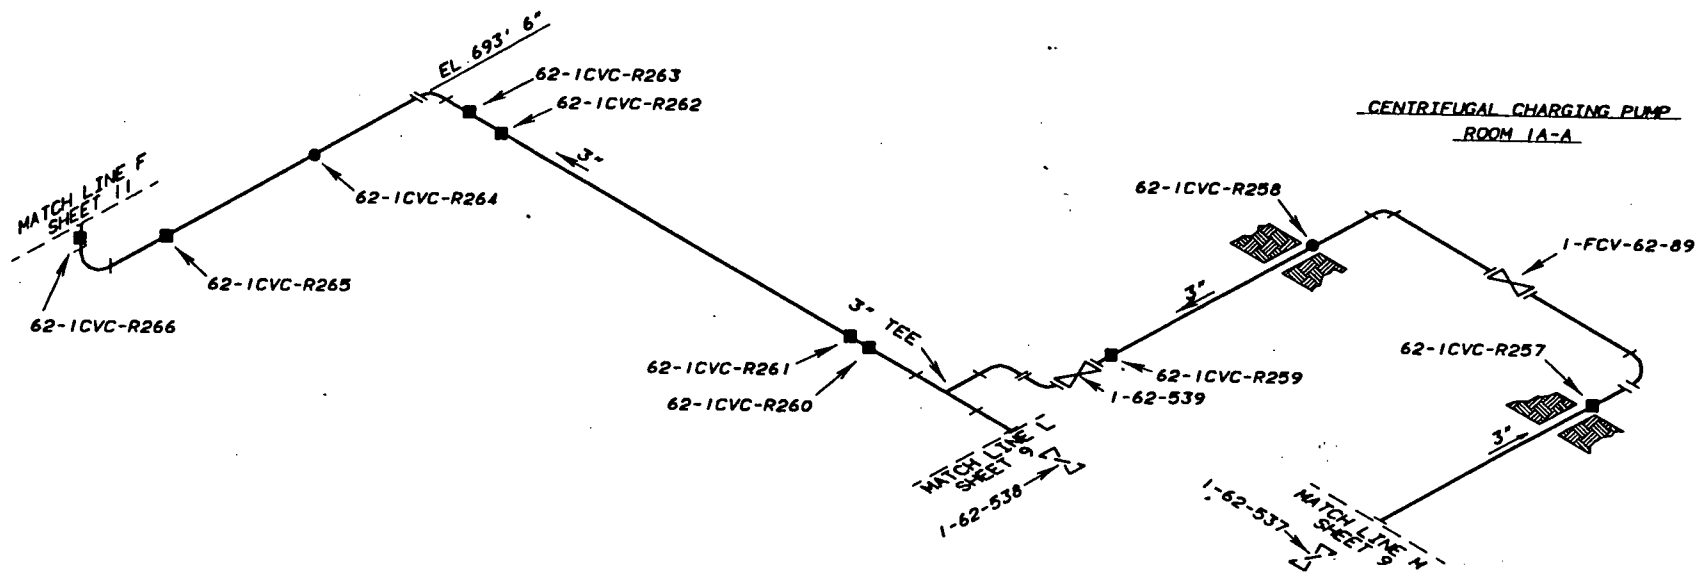 EL. 693' 6"
62-1CVC-R263
62-1CVC-R262
3"
CENTRIFUGAL CHARGING PUMP
ROOM 1A-A
MATCH LINE F
SHEET 11
62-1CVC-R264
62-1CVC-R258
1-FCV-62-89
62-1CVC-R265
62-1CVC-R266
3"
3" TEE
62-1CVC-R257
62-1CVC-R261
62-1CVC-R259
62-1CVC-R260
1-62-539
3"
MATCH LINE L
SHEET 9
1-62-538
1-62-537
MATCH LINE M
SHEET 9